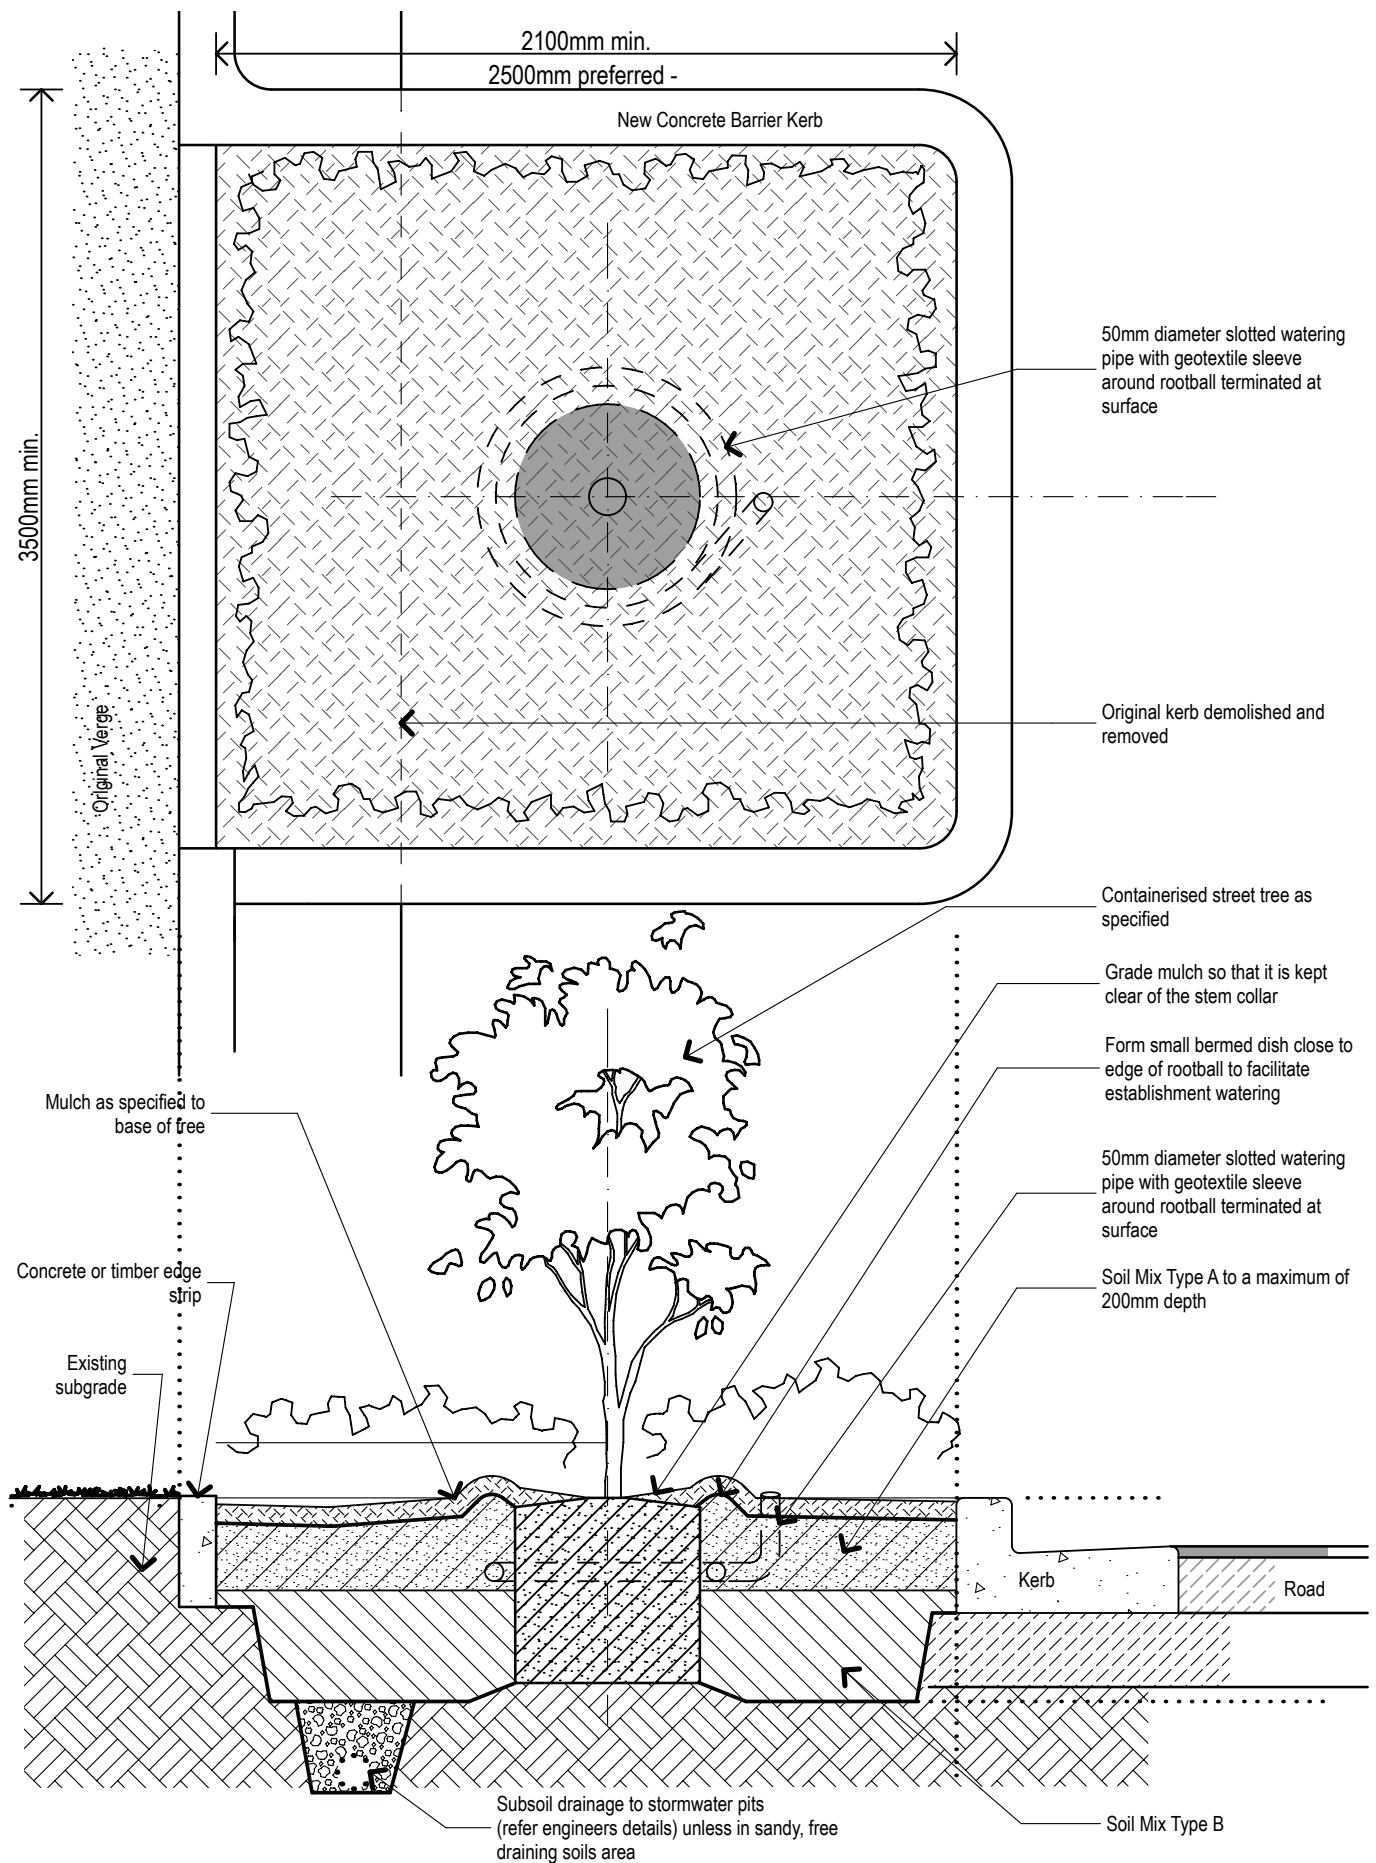 2100mm min.
2500mm preferred -
New Concrete Barrier Kerb
3500mm min.
Original Verge
50mm diameter slotted watering
pipe with geotextile sleeve
around rootball terminated at
surface
Original kerb demolished and
removed
Containerised street tree as
specified
Grade mulch so that it is kept
clear of the stem collar
Form small bermed dish close to
edge of rootball to facilitate
establishment watering
Mulch as specified to
base of tree
50mm diameter slotted watering
pipe with geotextile sleeve
around rootball terminated at
surface
Concrete or timber edge
strip
Soil Mix Type A to a maximum of
200mm depth
Existing
subgrade
Kerb
Road
Subsoil drainage to stormwater pits
(refer engineers details) unless in sandy, free
draining soils area
Soil Mix Type B